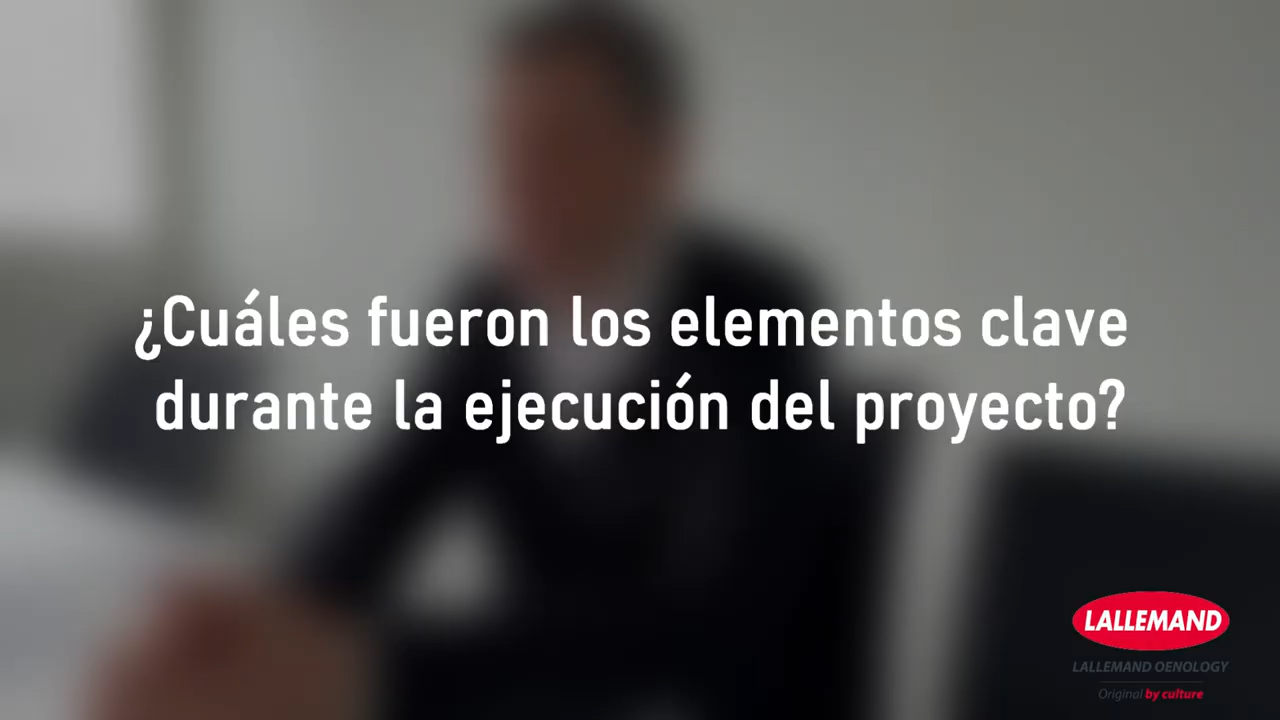 ¿Cuáles fueron los elementos clave
durante la ejecución del proyecto?
LALLEMAND
LALLEMAND OENOLOGY
Original by culture